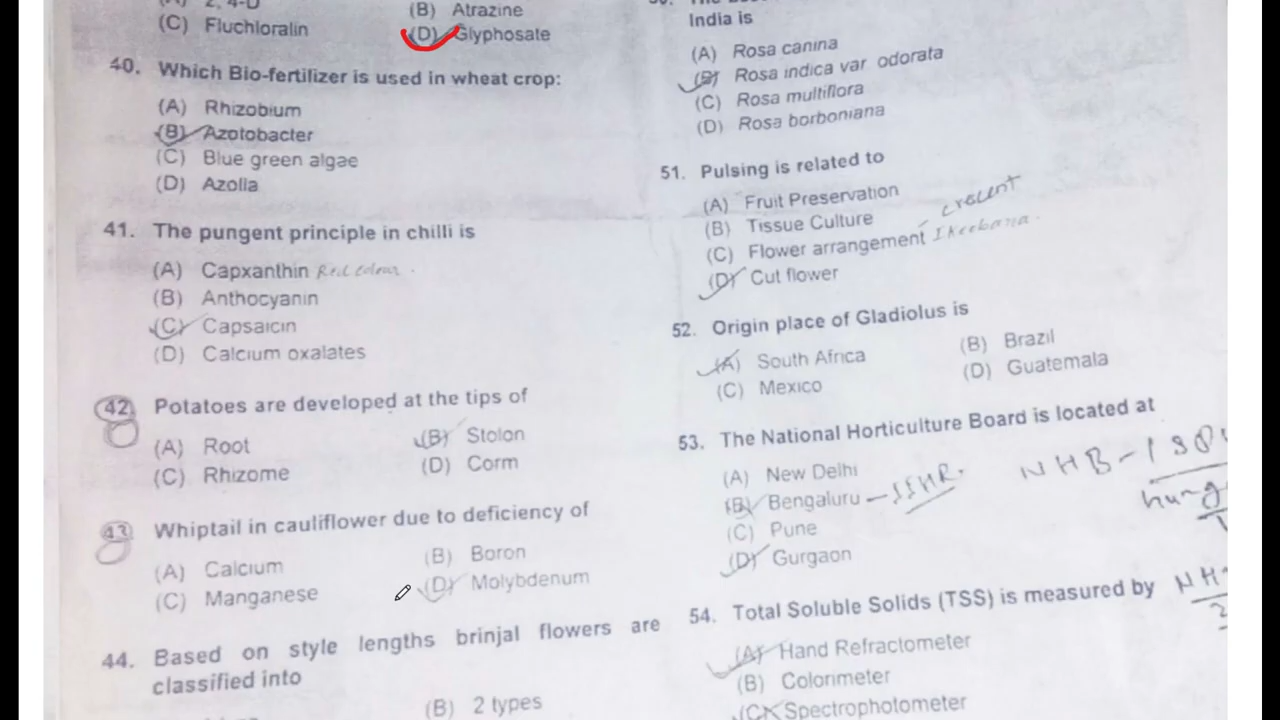 2, 4-D
(B) Atrazine
(C) Fluchloralin
(D) Glyphosate
40. Which Bio-fertilizer is used in wheat crop:
(A) Rhizobium
(B) Azotobacter
(C) Blue green algae
(D) Azolla
41. The pungent principle in chilli is
(A) Capxanthin Red colour
(B) Anthocyanin
(C) Capsaicin
(D) Calcium oxalates
42. Potatoes are developed at the tips of
(A) Root
(B) Stolon
(C) Rhizome
(D) Corm
43 Whiptail in cauliflower due to deficiency of
(A) Calcium
(B) Boron
(C) Manganese
(D) Molybdenum
44. Based on style lengths brinjal flowers are
classified into
(B) 2 types
India is
(A) Rosa canina
(B) Rosa indica var odorata
(C) Rosa multiflora
(D) Rosa borboniana
51. Pulsing is related to
(A) Fruit Preservation
(B) Tissue Culture
(C) Flower arrangement
(D) Cut flower
52. Origin place of Gladiolus is
(A) South Africa
(B) Brazil
(C) Mexico
(D) Guatemala
53. The National Horticulture Board is located at
(A) New Delhi
(B) Bengaluru
(C) Pune
(D) Gurgaon
NHB
54. Total Soluble Solids (TSS) is measured by
(A) Hand Refractometer
(B) Colorimeter
(C) Spectrophotometer